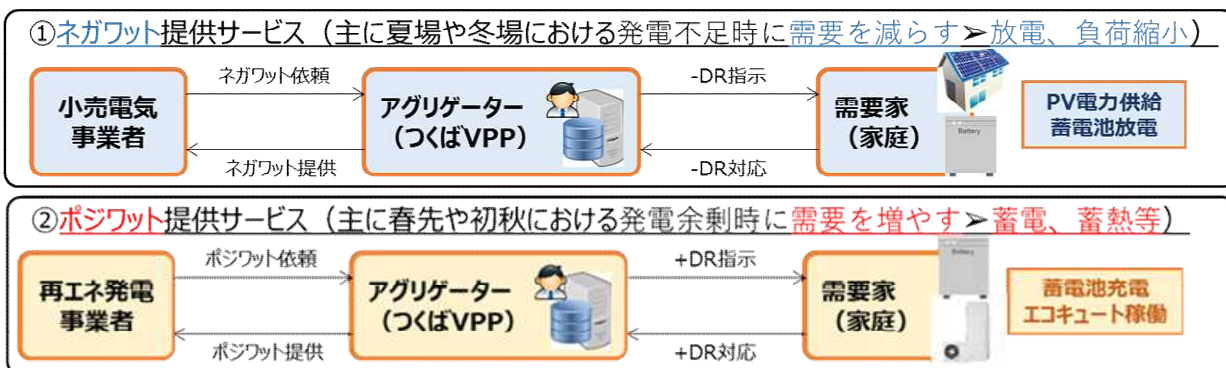 ①ネガワット提供サービス（主に夏場や冬場における発電不足時に需要を減らす➢放電、負荷縮小）
小売電気
事業者
ネガワット依頼
ネガワット提供
アグリゲーター
（つくばVPP）
-DR指示
-DR対応
需要家
（家庭）
Battery
PV電力供給
蓄電池放電
②ポジワット提供サービス（主に春先や初秋における発電余剰時に需要を増やす➢蓄電、蓄熱等）
再エネ発電
事業者
ポジワット依頼
ポジワット提供
アグリゲーター
（つくばVPP）
+DR指示
+DR対応
需要家
（家庭）
Battery
蓄電池充電
エコキュート稼働